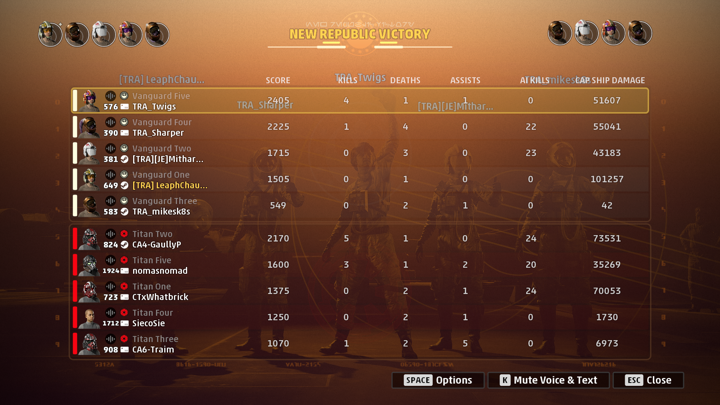 NEW REPUBLIC VICTORY
[TRA] LeaphChau... TRA_Twigs
SCORE KILLS DEATHS ASSISTS AI KILLS CAP SHIP DAMAGE
TRA_Sharper [TRA][JE]Mithar...
Vanguard Five
576 TRA_Twigs 2405 4 1 1 0 51607
Vanguard Four
390 TRA_Sharper 2225 1 4 0 22 55041
Vanguard Two
381 [TRA][JE]Mithar... 1715 0 3 0 23 43183
Vanguard One
649 [TRA] LeaphChau... 1505 0 1 0 0 101257
Vanguard Three
583 TRA_mikesk8s 549 0 2 1 0 42
Titan Two
824 CA4-GaullyP 2170 5 1 0 24 73531
Titan Five
1924 nomasnomad 1600 3 1 2 20 35269
Titan One
723 CTxWhatbrick 1375 0 2 1 24 70053
Titan Four
1712 SiecoSie 1250 0 2 1 0 1730
Titan Three
908 CA6-Traim 1070 1 2 5 0 6973
SPACE Options K Mute Voice & Text ESC Close